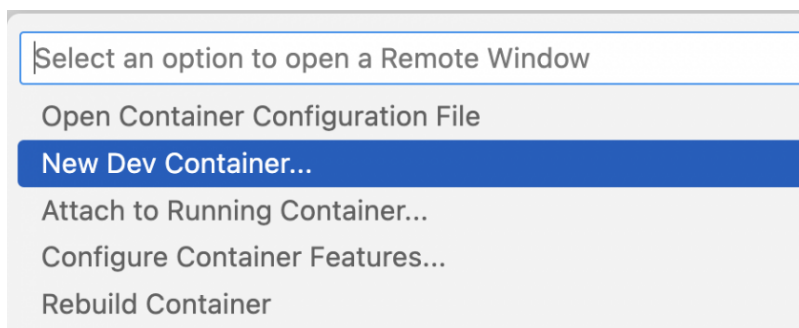 Select an option to open a Remote Window
Open Container Configuration File
New Dev Container...
Attach to Running Container...
Configure Container Features...
Rebuild Container